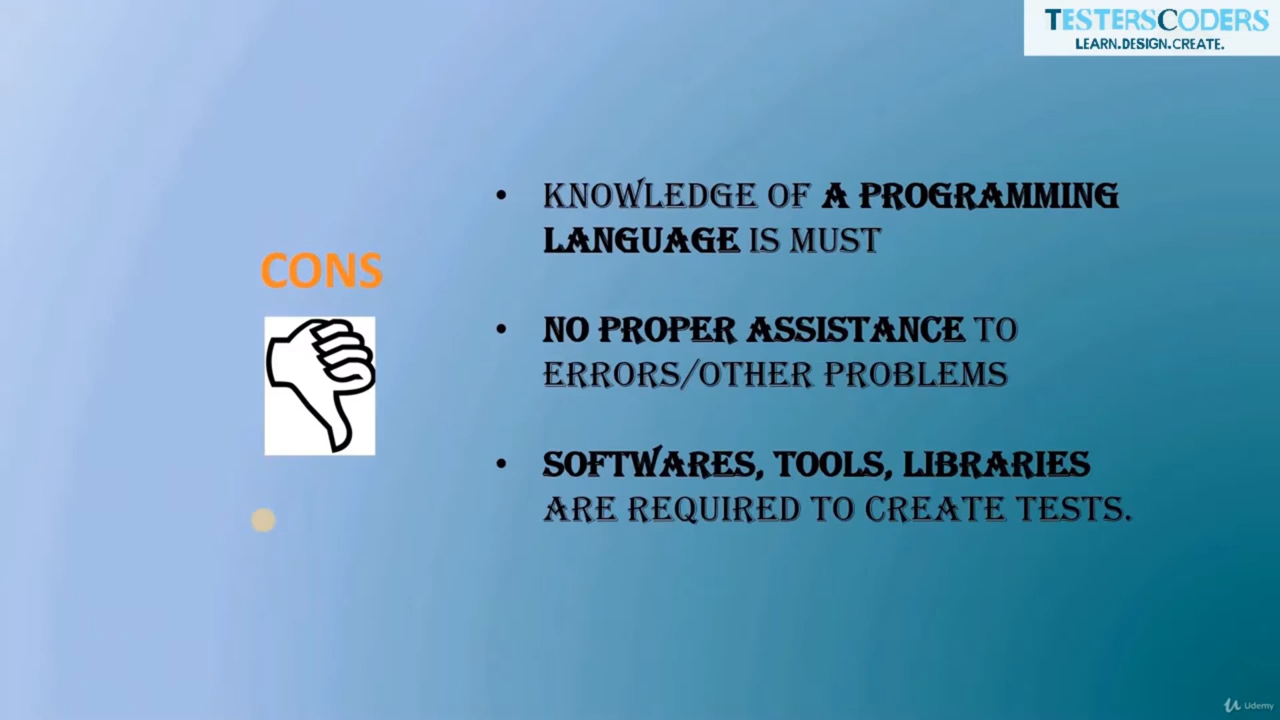 TESTERSCODERS
LEARN.DESIGN.CREATE.
CONS
• KNOWLEDGE OF A PROGRAMMING
LANGUAGE IS MUST
• NO PROPER ASSISTANCE TO
ERRORS/OTHER PROBLEMS
• SOFTWARES, TOOLS, LIBRARIES
ARE REQUIRED TO CREATE TESTS.
Udemy